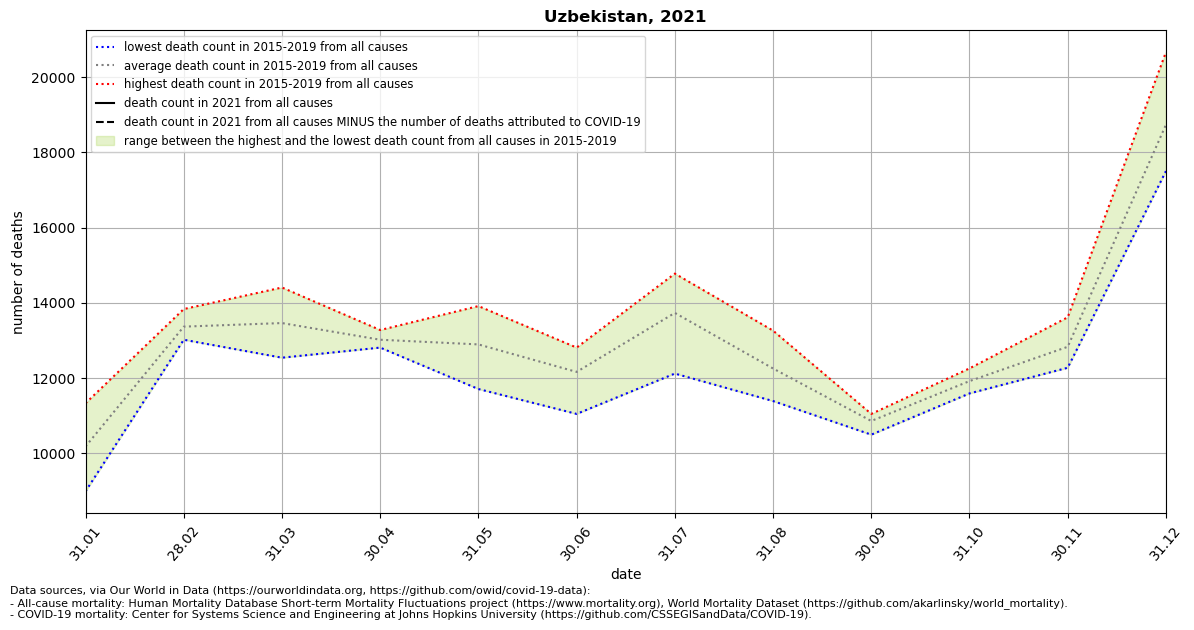 Uzbekistan, 2021
lowest death count in 2015-2019 from all causes
average death count in 2015-2019 from all causes
highest death count in 2015-2019 from all causes
death count in 2021 from all causes
death count in 2021 from all causes MINUS the number of deaths attributed to COVID-19
range between the highest and the lowest death count from all causes in 2015-2019
number of deaths
20000
18000
16000
14000
12000
10000
31.01
28.02
31.03
30.04
31.05
30.06
31.07
31.08
30.09
31.10
30.11
31.12
date
Data sources, via Our World in Data (https://ourworldindata.org, https://github.com/owid/covid-19-data):
- All-cause mortality: Human Mortality Database Short-term Mortality Fluctuations project (https://www.mortality.org), World Mortality Dataset (https://github.com/akarlinsky/world_mortality).
- COVID-19 mortality: Center for Systems Science and Engineering at Johns Hopkins University (https://github.com/CSSEGISandData/COVID-19).